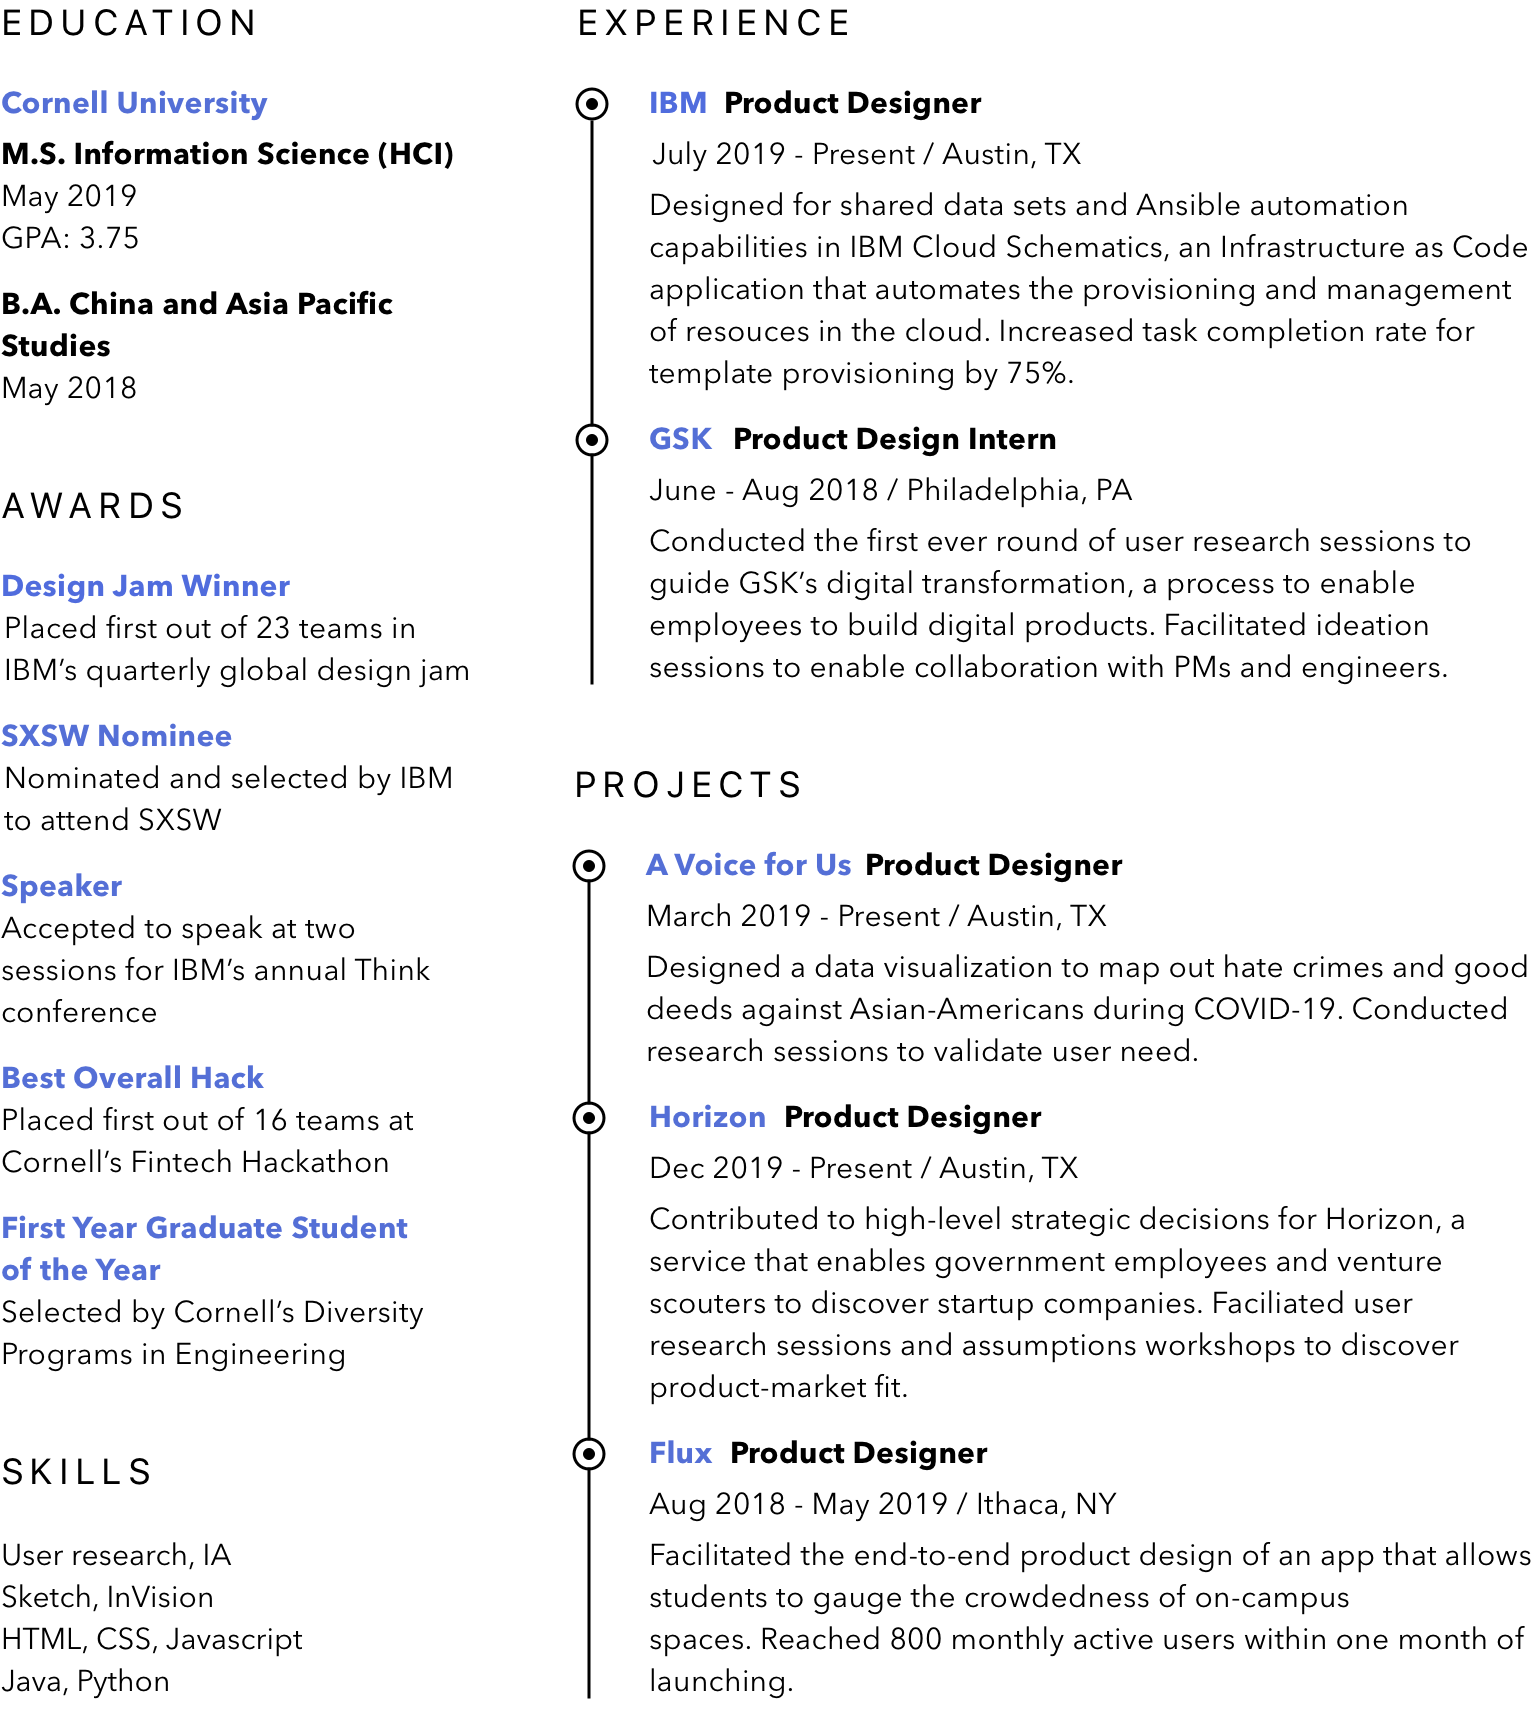 EDUCATION
Cornell University
M.S. Information Science (HCI)
May 2019
GPA: 3.75
B.A. China and Asia Pacific
Studies
May 2018
AWARDS
Design Jam Winner
Placed first out of 23 teams in
IBM’s quarterly global design jam
SXSW Nominee
Nominated and selected by IBM
to attend SXSW
Speaker
Accepted to speak at two
sessions for IBM’s annual Think
conference
Best Overall Hack
Placed first out of 16 teams at
Cornell’s Fintech Hackathon
First Year Graduate Student
of the Year
Selected by Cornell’s Diversity
Programs in Engineering
SKILLS
User research, IA
Sketch, InVision
HTML, CSS, Javascript
Java, Python
EXPERIENCE
IBM Product Designer
July 2019 - Present / Austin, TX
Designed for shared data sets and Ansible automation
capabilities in IBM Cloud Schematics, an Infrastructure as Code
application that automates the provisioning and management
of resouces in the cloud. Increased task completion rate for
template provisioning by 75%.
GSK Product Design Intern
June - Aug 2018 / Philadelphia, PA
Conducted the first ever round of user research sessions to
guide GSK’s digital transformation, a process to enable
employees to build digital products. Facilitated ideation
sessions to enable collaboration with PMs and engineers.
PROJECTS
A Voice for Us Product Designer
March 2019 - Present / Austin, TX
Designed a data visualization to map out hate crimes and good
deeds against Asian-Americans during COVID-19. Conducted
research sessions to validate user need.
Horizon Product Designer
Dec 2019 - Present / Austin, TX
Contributed to high-level strategic decisions for Horizon, a
service that enables government employees and venture
scouters to discover startup companies. Faciliated user
research sessions and assumptions workshops to discover
product-market fit.
Flux Product Designer
Aug 2018 - May 2019 / Ithaca, NY
Facilitated the end-to-end product design of an app that allows
students to gauge the crowdedness of on-campus
spaces. Reached 800 monthly active users within one month of
launching.